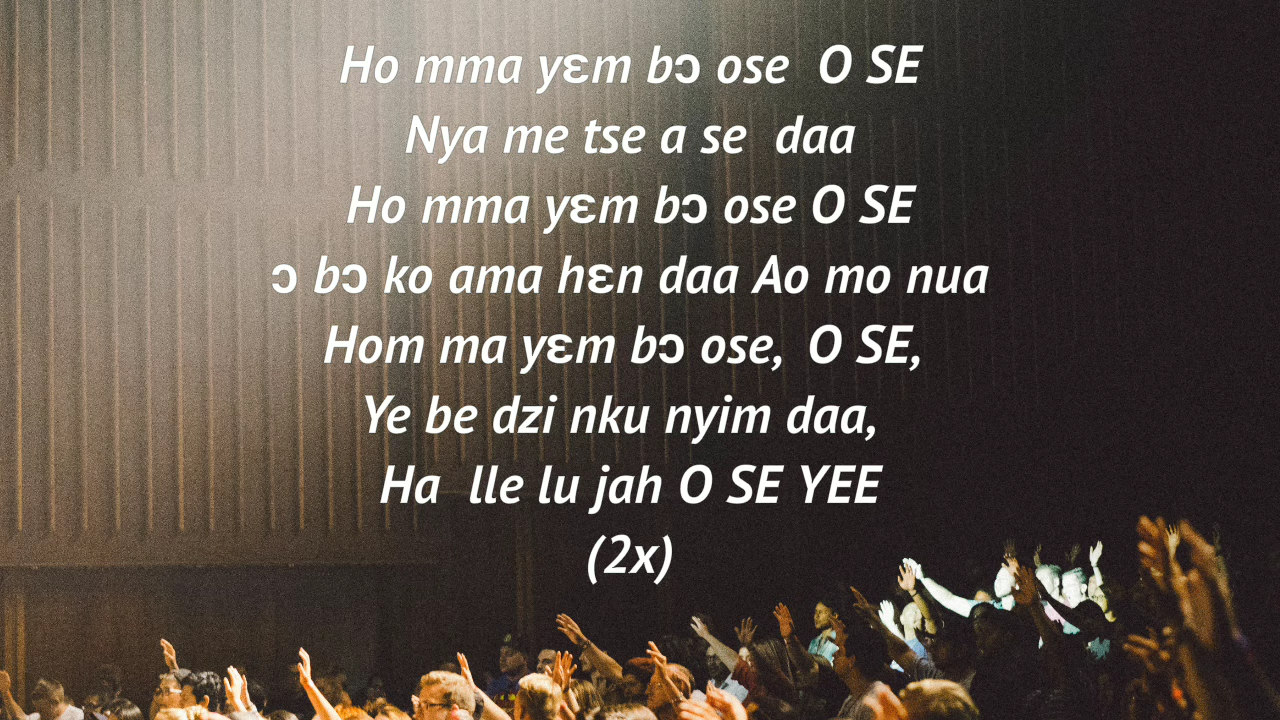 Ho mma yɛm bɔ ose O SE
Nya me tse a se daa
Ho mma yɛm bɔ ose O SE
ɔ bɔ ko ama hɛn daa Ao mo nua
Hom ma yɛm bɔ ose, O SE,
Ye be dzi nku nyim daa,
Ha lle lu jah O SE YEE
(2x)